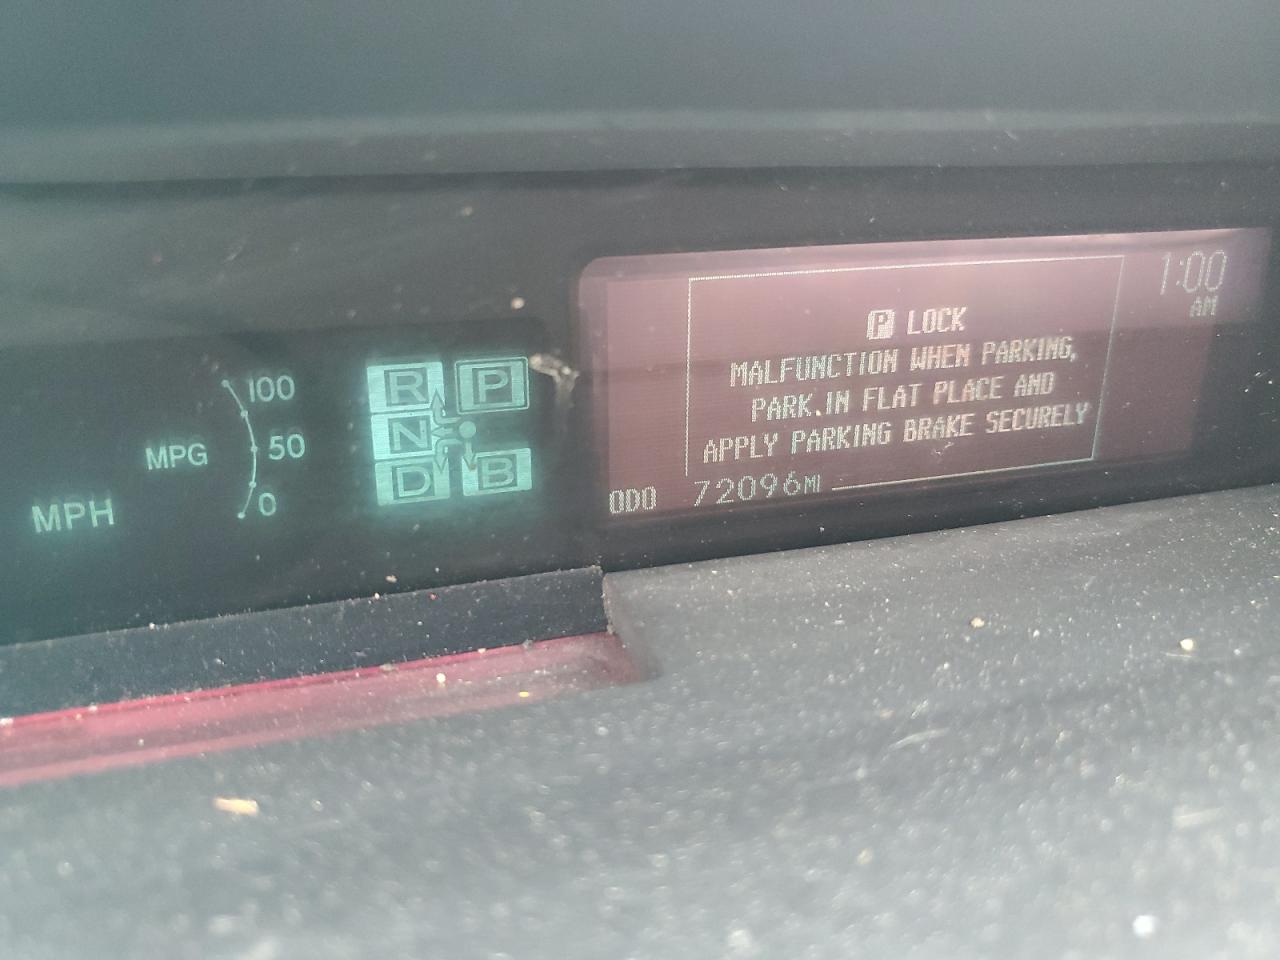 MPH
MPG
100
50
0
R P
N
D B
1:00
AM
P LOCK
MALFUNCTION WHEN PARKING,
PARK IN FLAT PLACE AND
APPLY PARKING BRAKE SECURELY
ODO 72096MI